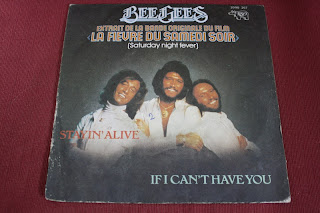 BEE GEES
EXTRAIT DE LA BANDE ORIGINALE DU FILM
«LA FIEVRE DU SAMEDI SOIR»
(Saturday night fever)
STAYIN' ALIVE
IF I CAN'T HAVE YOU